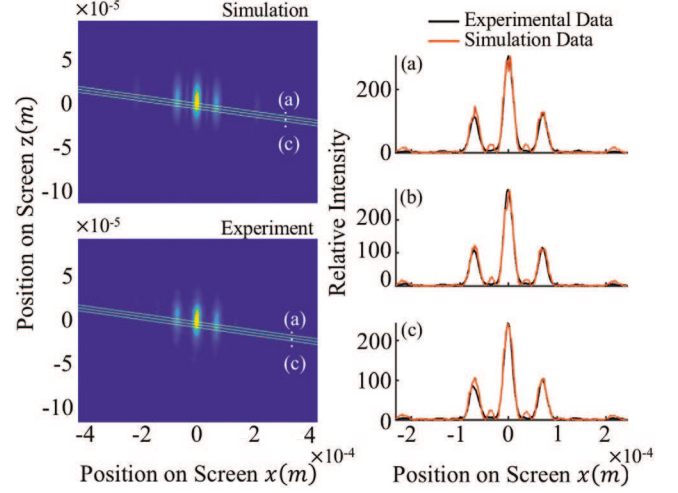 Simulation
×10⁻⁵
5
0
-5
-10
(a)
(c)
Experiment
×10⁻⁵
5
0
-5
-10
(a)
(c)
Position on Screen z(m)
-4 -2 0 2 4
×10⁻⁴
Position on Screen x(m)
Experimental Data
Simulation Data
(a)
200
0
(b)
200
100
0
(c)
200
100
0
Relative Intensity
-2 -1 0 1 2
×10⁻⁴
Position on Screen x(m)